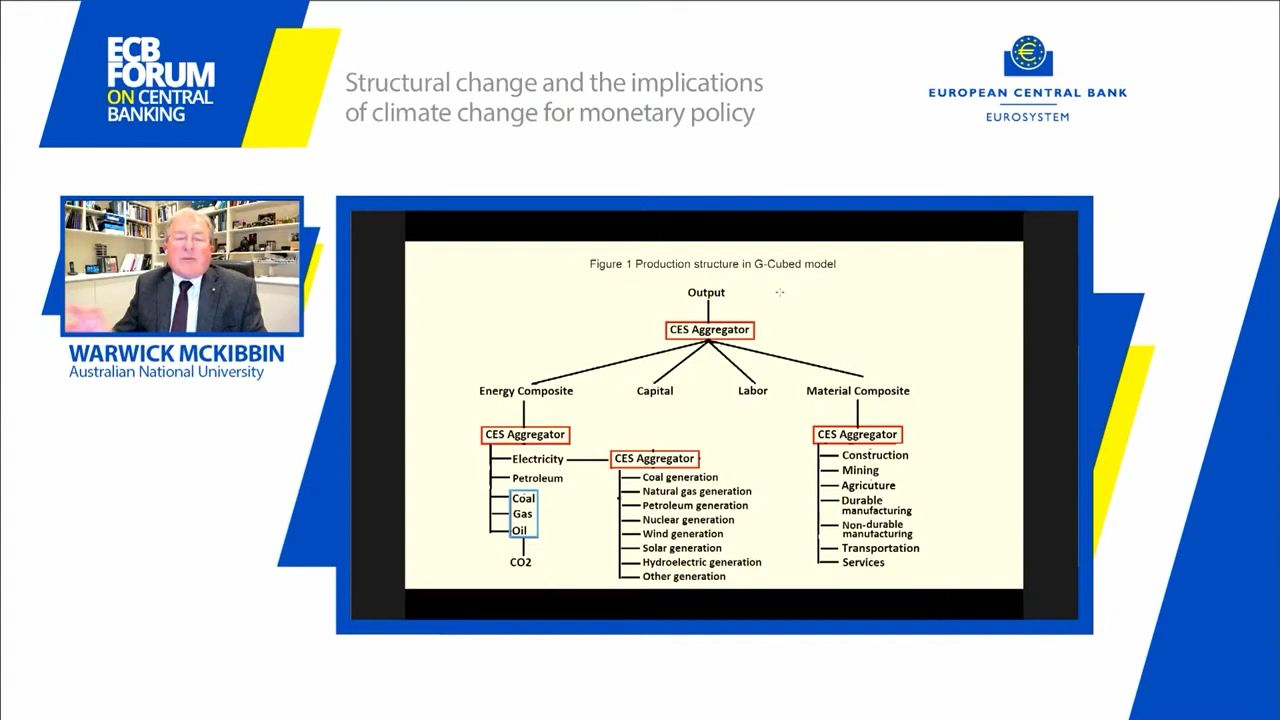 ECB
FORUM
ON CENTRAL
BANKING
Structural change and the implications
of climate change for monetary policy
EUROPEAN CENTRAL BANK
EUROSYSTEM
WARWICK MCKIBBIN
Australian National University
Figure 1 Production structure in G-Cubed model
Output
CES Aggregator
Energy Composite
Capital
Labor
Material Composite
CES Aggregator
Electricity
Petroleum
Coal
Gas
Oil
CO2
CES Aggregator
Coal generation
Natural gas generation
Petroleum generation
Nuclear generation
Wind generation
Solar generation
Hydroelectric generation
Other generation
CES Aggregator
Construction
Mining
Agricuture
Durable
manufacturing
Non-durable
manufacturing
Transportation
Services